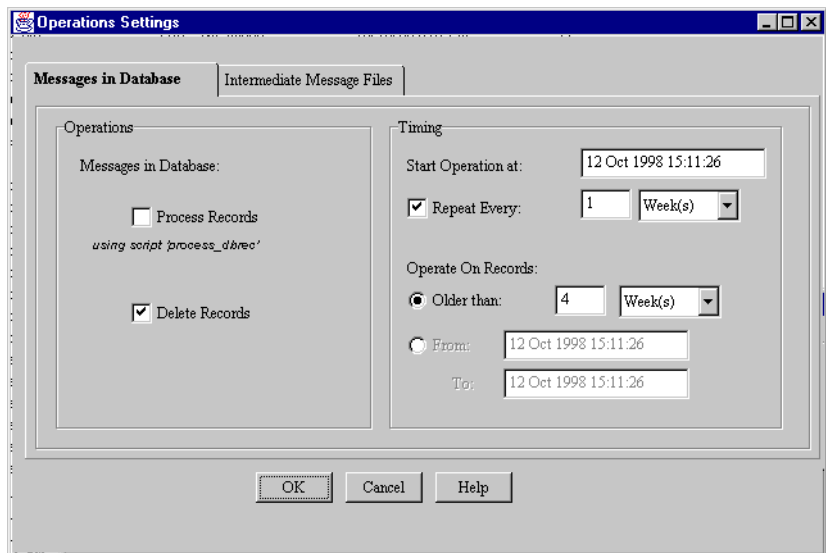 Operations Settings
Messages in Database
Intermediate Message Files
Operations
Messages in Database:
Process Records
using script 'process_dbrec'
Delete Records
Timing
Start Operation at: 12 Oct 1998 15:11:26
Repeat Every: 1 Week(s)
Operate On Records:
Older than: 4 Week(s)
From: 12 Oct 1998 15:11:26
To: 12 Oct 1998 15:11:26
OK Cancel Help